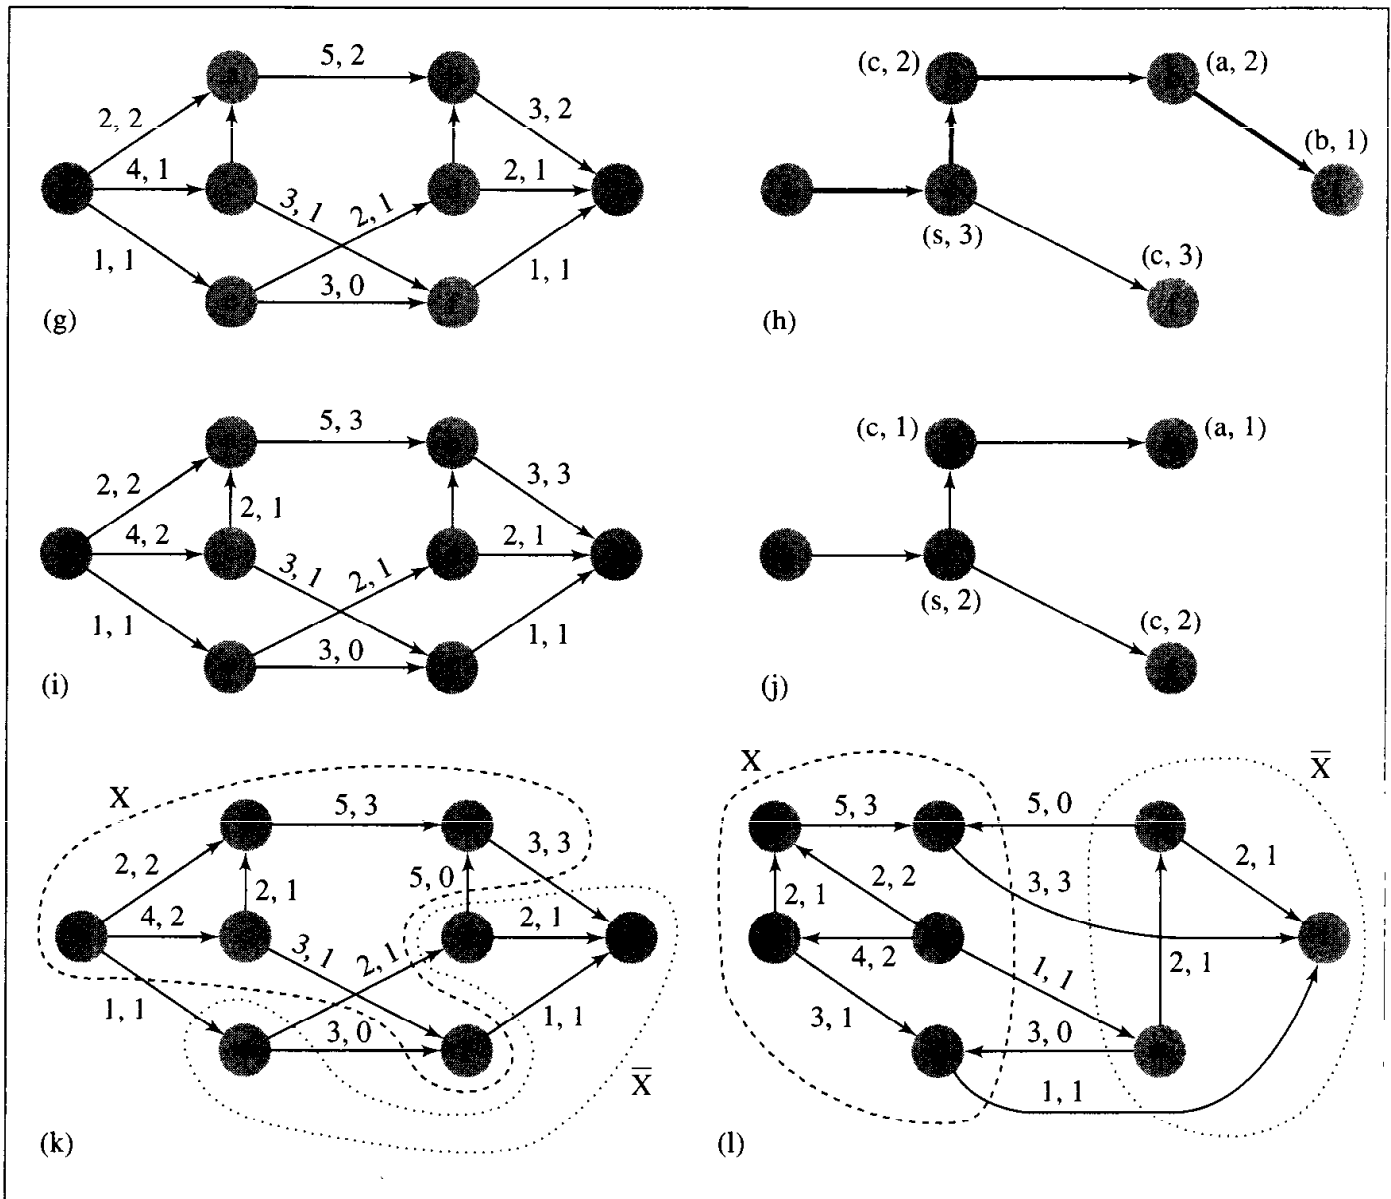 5, 2
2, 2
3, 2
4, 1
2, 1
3, 1
2, 1
1, 1
3, 0
1, 1
(g)
(c, 2)
(a, 2)
(b, 1)
(s, 3)
(c, 3)
(h)
5, 3
2, 2
3, 3
2, 1
4, 2
2, 1
3, 1
2, 1
1, 1
3, 0
1, 1
(i)
(c, 1)
(a, 1)
(s, 2)
(c, 2)
(j)
X
5, 3
2, 2
3, 3
2, 1
5, 0
4, 2
2, 1
3, 1
2, 1
1, 1
3, 0
1, 1
X̅
(k)
X
X̅
5, 3
5, 0
2, 1
2, 1
2, 2
3, 3
4, 2
1, 1
2, 1
3, 1
3, 0
1, 1
(l)